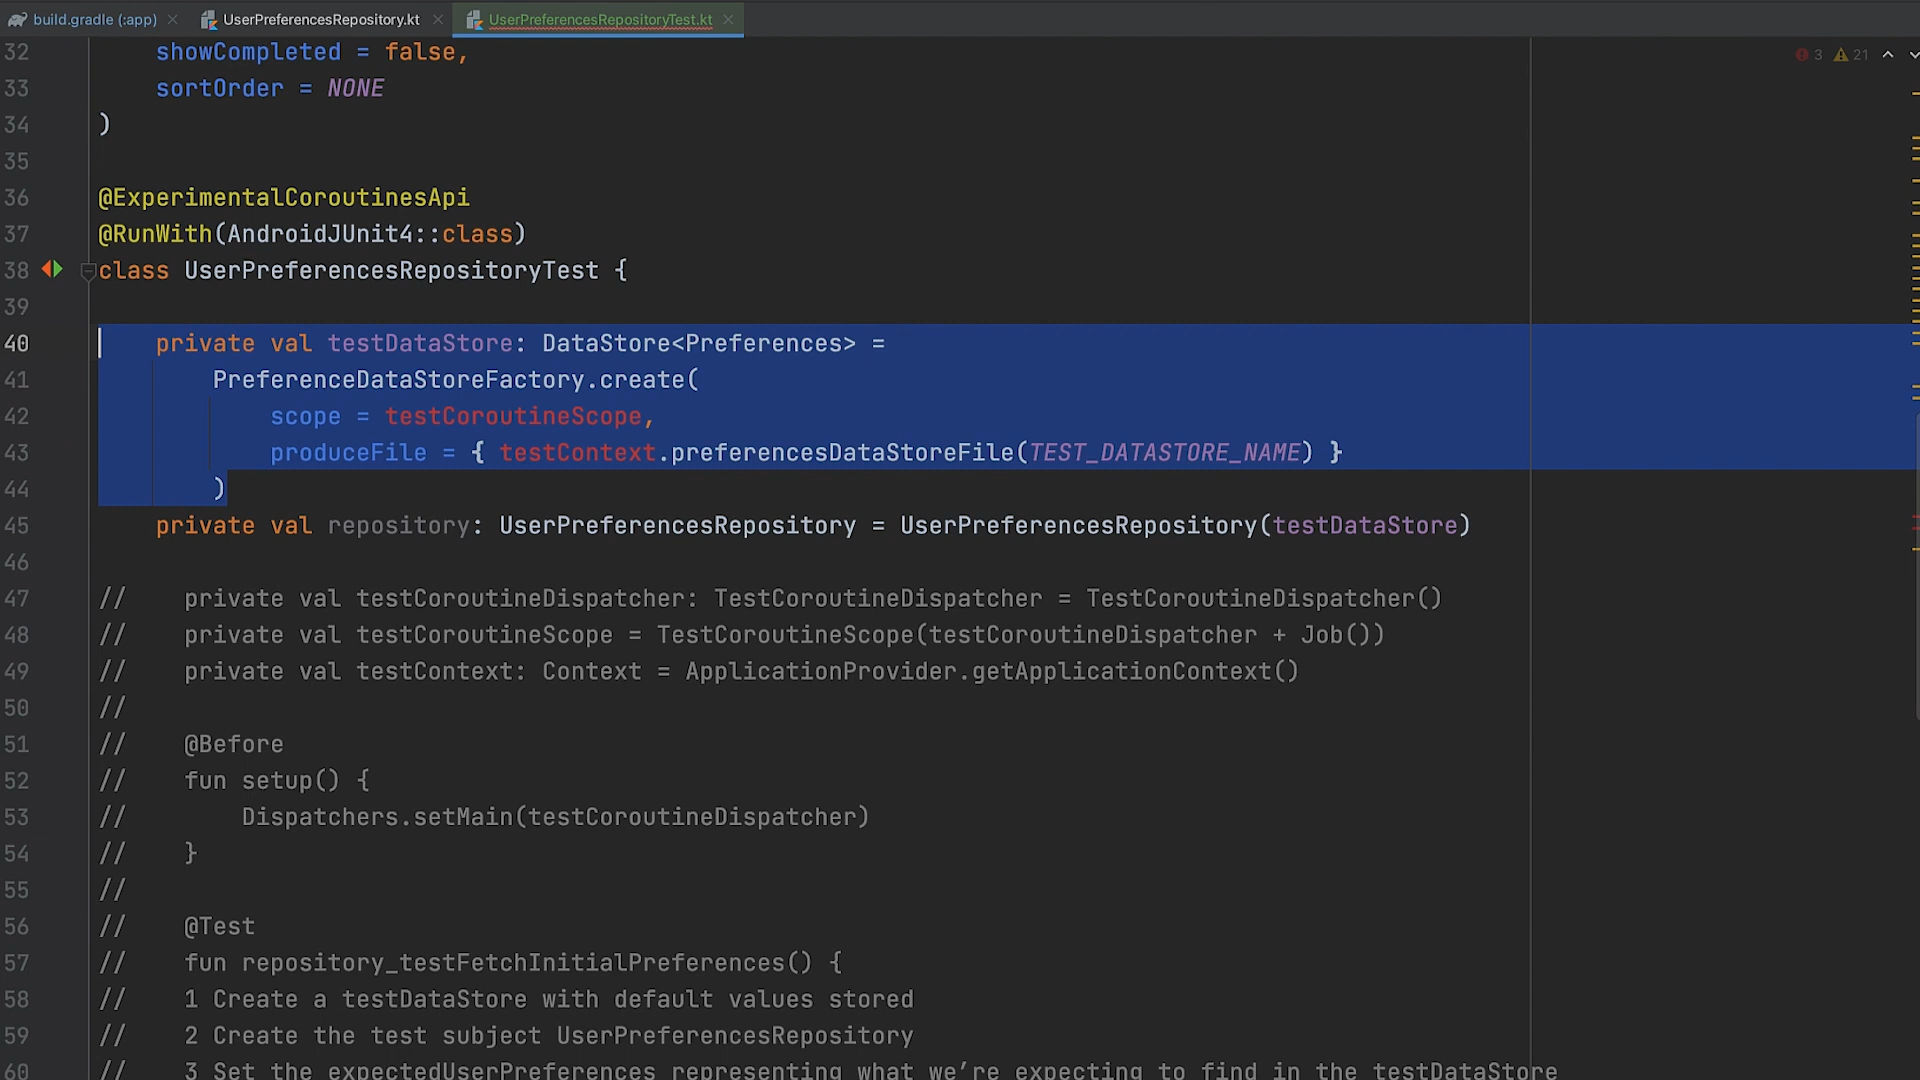 build.gradle (:app) UserPreferencesRepository.kt UserPreferencesRepositoryTest.kt
3 21
32 showCompleted = false,
33 sortOrder = NONE
34 )
35
36 @ExperimentalCoroutinesApi
37 @RunWith(AndroidJUnit4::class)
38 class UserPreferencesRepositoryTest {
39
40 private val testDataStore: DataStore<Preferences> =
41 PreferenceDataStoreFactory.create(
42 scope = testCoroutineScope,
43 produceFile = { testContext.preferencesDataStoreFile(TEST_DATASTORE_NAME) }
44 )
45 private val repository: UserPreferencesRepository = UserPreferencesRepository(testDataStore)
46
47 // private val testCoroutineDispatcher: TestCoroutineDispatcher = TestCoroutineDispatcher()
48 // private val testCoroutineScope = TestCoroutineScope(testCoroutineDispatcher + Job())
49 // private val testContext: Context = ApplicationProvider.getApplicationContext()
50 //
51 // @Before
52 // fun setup() {
53 // Dispatchers.setMain(testCoroutineDispatcher)
54 // }
55 //
56 // @Test
57 // fun repository_testFetchInitialPreferences() {
58 // 1 Create a testDataStore with default values stored
59 // 2 Create the test subject UserPreferencesRepository
60 // 3 Set the expectedUserPreferences representing what we’re expecting to find in the testDataStore